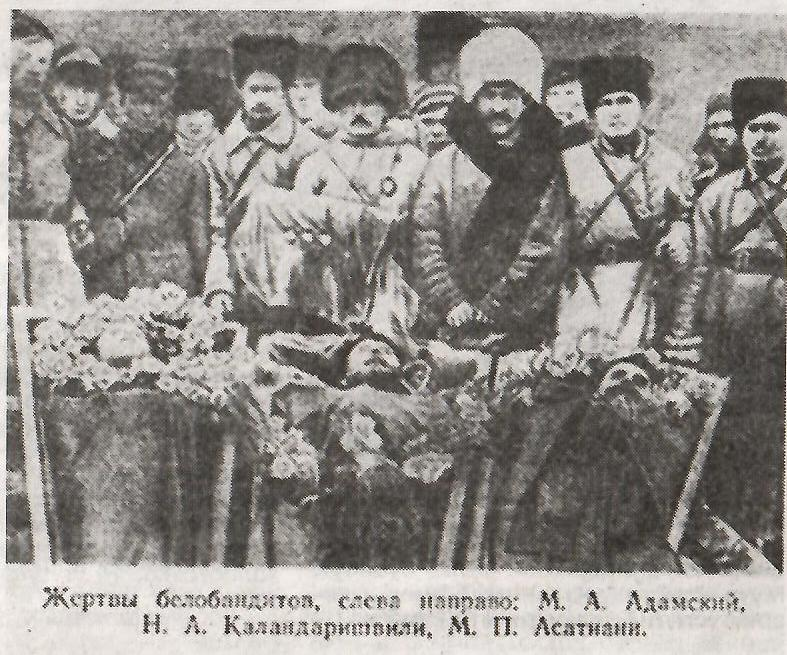 Жертвы белобандитов, слева направо: М. А. Адамский,
Н. А. Каландаришвили, М. П. Асатиани.